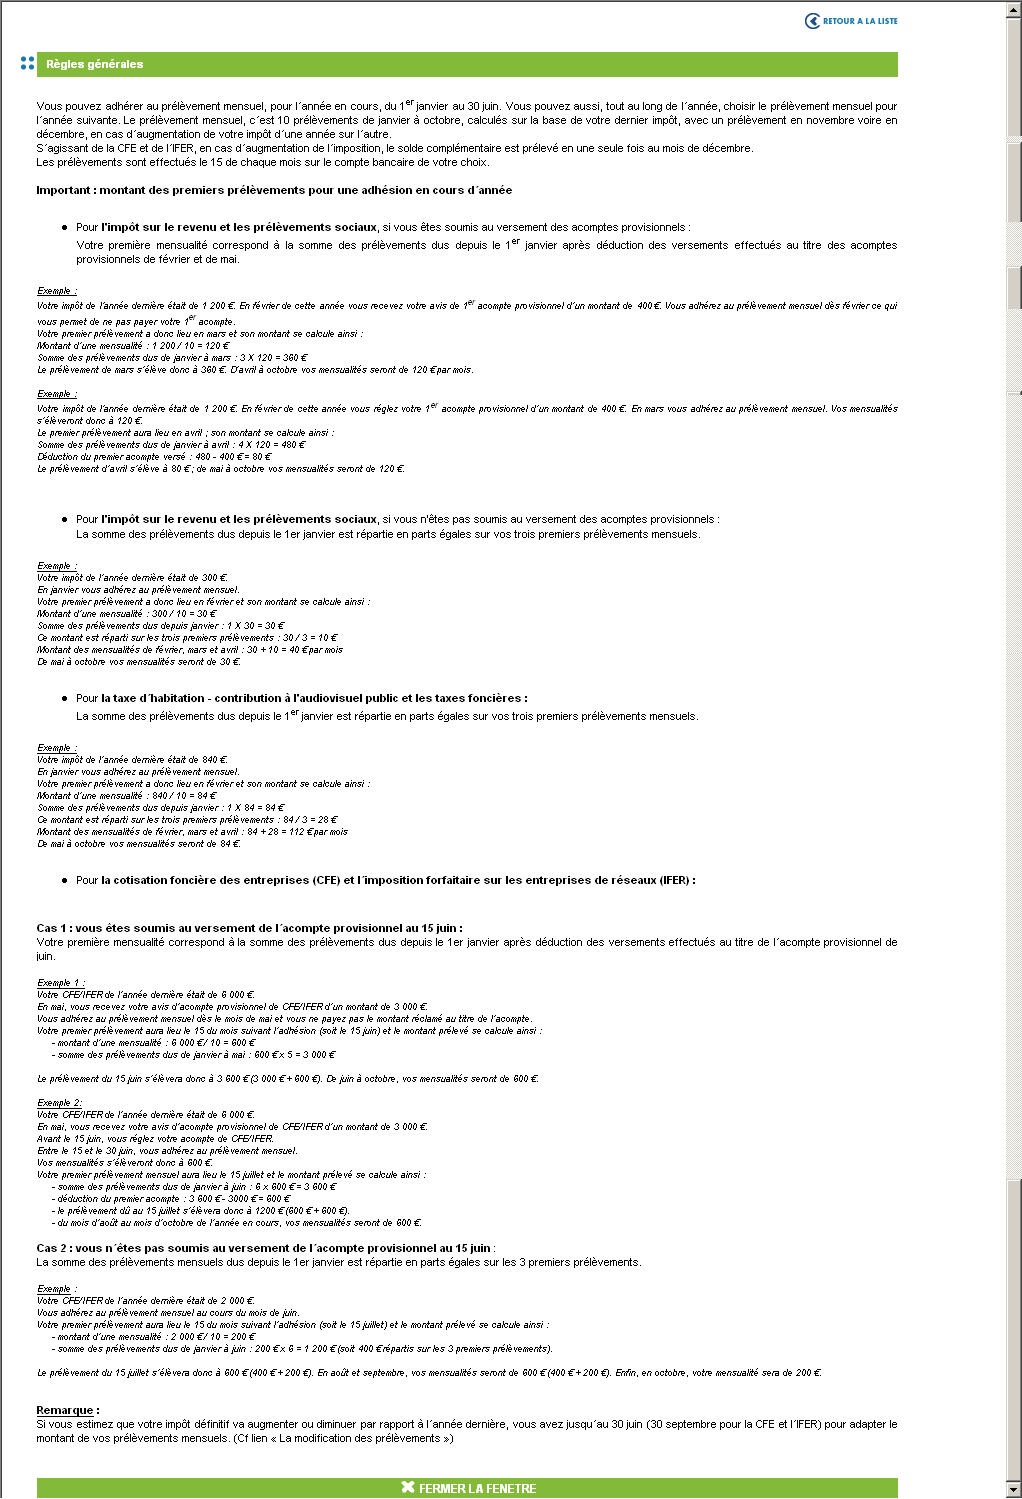 RETOUR A LA LISTE
Règles générales
Vous pouvez adhérer au prélèvement mensuel, pour l´année en cours, du 1er janvier au 30 juin. Vous pouvez aussi, tout au long de l´année, choisir le prélèvement mensuel pour
l´année suivante. Le prélèvement mensuel, c´est 10 prélèvements de janvier à octobre, calculés sur la base de votre dernier impôt, avec un prélèvement en novembre voire en
décembre, en cas d´augmentation de votre impôt d´une année sur l´autre.
S´agissant de la CFE et de l´IFER, en cas d´augmentation de l´imposition, le solde complémentaire est prélevé en une seule fois au mois de décembre.
Les prélèvements sont effectués le 15 de chaque mois sur le compte bancaire de votre choix.
Important : montant des premiers prélèvements pour une adhésion en cours d´année
● Pour l'impôt sur le revenu et les prélèvements sociaux, si vous êtes soumis au versement des acomptes provisionnels :
Votre première mensualité correspond à la somme des prélèvements dus depuis le 1er janvier après déduction des versements effectués au titre des acomptes
provisionnels de février et de mai.
Exemple :
Votre impôt de l´année dernière était de 1 200 €. En février de cette année vous recevez votre avis de 1er acompte provisionnel d´un montant de 400 €. Vous adhérez au prélèvement mensuel dès février ce qui
vous permet de ne pas payer votre 1er acompte.
Votre premier prélèvement a donc lieu en mars et son montant se calcule ainsi :
Montant d´une mensualité : 1 200 / 10 = 120 €
Somme des prélèvements dus de janvier à mars : 3 X 120 = 360 €
Le prélèvement de mars s´élève donc à 360 €. D'avril à octobre vos mensualités seront de 120 € par mois.
Exemple :
Votre impôt de l´année dernière était de 1 200 €. En février de cette année vous réglez votre 1er acompte provisionnel d´un montant de 400 €. En mars vous adhérez au prélèvement mensuel. Vos mensualités
s´élèveront donc à 120 €.
Le premier prélèvement aura lieu en avril ; son montant se calcule ainsi :
Somme des prélèvements dus de janvier à avril : 4 X 120 = 480 €
Déduction du premier acompte versé : 480 - 400 € = 80 €
Le prélèvement d´avril s´élève à 80 € ; de mai à octobre vos mensualités seront de 120 €.
● Pour l'impôt sur le revenu et les prélèvements sociaux, si vous n'êtes pas soumis au versement des acomptes provisionnels :
La somme des prélèvements dus depuis le 1er janvier est répartie en parts égales sur vos trois premiers prélèvements mensuels.
Exemple :
Votre impôt de l´année dernière était de 300 €.
En janvier vous adhérez au prélèvement mensuel.
Votre premier prélèvement a donc lieu en février et son montant se calcule ainsi :
Montant d´une mensualité : 300 / 10 = 30 €
Somme des prélèvements dus depuis janvier : 1 X 30 = 30 €
Ce montant est réparti sur les trois premiers prélèvements : 30 / 3 = 10 €
Montant des mensualités de février, mars et avril : 30 + 10 = 40 € par mois
De mai à octobre vos mensualités seront de 30 €.
● Pour la taxe d´habitation - contribution à l'audiovisuel public et les taxes foncières :
La somme des prélèvements dus depuis le 1er janvier est répartie en parts égales sur vos trois premiers prélèvements mensuels.
Exemple :
Votre impôt de l´année dernière était de 840 €.
En janvier vous adhérez au prélèvement mensuel.
Votre premier prélèvement a donc lieu en février et son montant se calcule ainsi :
Montant d´une mensualité : 840 / 10 = 84 €
Somme des prélèvements dus depuis janvier : 1 X 84 = 84 €
Ce montant est réparti sur les trois premiers prélèvements : 84 / 3 = 28 €
Montant des mensualités de février, mars et avril : 84 + 28 = 112 € par mois
De mai à octobre vos mensualités seront de 84 €.
● Pour la cotisation foncière des entreprises (CFE) et l´imposition forfaitaire sur les entreprises de réseaux (IFER) :
Cas 1 : vous êtes soumis au versement de l´acompte provisionnel au 15 juin :
Votre première mensualité correspond à la somme des prélèvements dus depuis le 1er janvier après déduction des versements effectués au titre de l´acompte provisionnel de
juin.
Exemple 1 :
Votre CFE/IFER de l´année dernière était de 6 000 €.
En mai, vous recevez votre avis d´acompte provisionnel de CFE/IFER d´un montant de 3 000 €.
Vous adhérez au prélèvement mensuel dès le mois de mai et vous ne payez pas le montant réclamé au titre de l´acompte.
Votre premier prélèvement aura lieu le 15 du mois suivant l´adhésion (soit le 15 juin) et le montant prélevé se calcule ainsi :
- montant d´une mensualité : 6 000 € / 10 = 600 €
- somme des prélèvements dus de janvier à mai : 600 € x 5 = 3 000 €
Le prélèvement du 15 juin s´élèvera donc à 3 600 € (3 000 € + 600 €). De juin à octobre, vos mensualités seront de 600 €.
Exemple 2:
Votre CFE/IFER de l´année dernière était de 6 000 €.
En mai, vous recevez votre avis d´acompte provisionnel de CFE/IFER d´un montant de 3 000 €.
Avant le 15 juin, vous réglez votre acompte de CFE/IFER.
Entre le 15 et le 30 juin, vous adhérez au prélèvement mensuel.
Vos mensualités s´élèveront donc à 600 €.
Votre premier prélèvement mensuel aura lieu le 15 juillet et le montant prélevé se calcule ainsi :
- somme des prélèvements dus de janvier à juin : 6 x 600 € = 3 600 €
- déduction du premier acompte : 3 600 € - 3000 € = 600 €
- le prélèvement dû au 15 juillet s´élèvera donc à 1200 € (600 € + 600 €).
- du mois d´août au mois d´octobre de l´année en cours, vos mensualités seront de 600 €.
Cas 2 : vous n´êtes pas soumis au versement de l´acompte provisionnel au 15 juin :
La somme des prélèvements mensuels dus depuis le 1er janvier est répartie en parts égales sur les 3 premiers prélèvements.
Exemple :
Votre CFE/IFER de l´année dernière était de 2 000 €.
Vous adhérez au prélèvement mensuel au cours du mois de juin.
Votre premier prélèvement aura lieu le 15 du mois suivant l´adhésion (soit le 15 juillet) et le montant prélevé se calcule ainsi :
- montant d´une mensualité : 2 000 € / 10 = 200 €
- somme des prélèvements dus de janvier à juin : 200 € x 6 = 1 200 € (soit 400 € répartis sur les 3 premiers prélèvements).
Le prélèvement du 15 juillet s´élèvera donc à 600 € (400 € + 200 €). En août et septembre, vos mensualités seront de 600 € (400 € + 200 €). Enfin, en octobre, votre mensualité sera de 200 €.
Remarque :
Si vous estimez que votre impôt définitif va augmenter ou diminuer par rapport à l´année dernière, vous avez jusqu´au 30 juin (30 septembre pour la CFE et l´IFER) pour adapter le
montant de vos prélèvements mensuels. (Cf lien « La modification des prélèvements »)
FERMER LA FENETRE